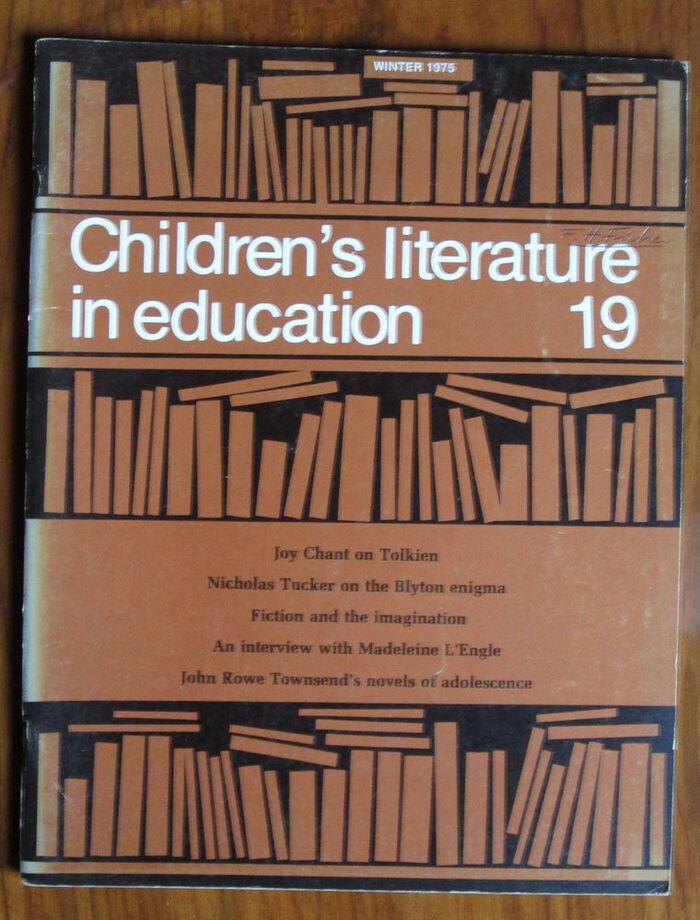 WINTER 1975
Children's literature
in education 19
Joy Chant on Tolkien
Nicholas Tucker on the Blyton enigma
Fiction and the imagination
An interview with Madeleine L'Engle
John Rowe Townsend's novels of adolescence